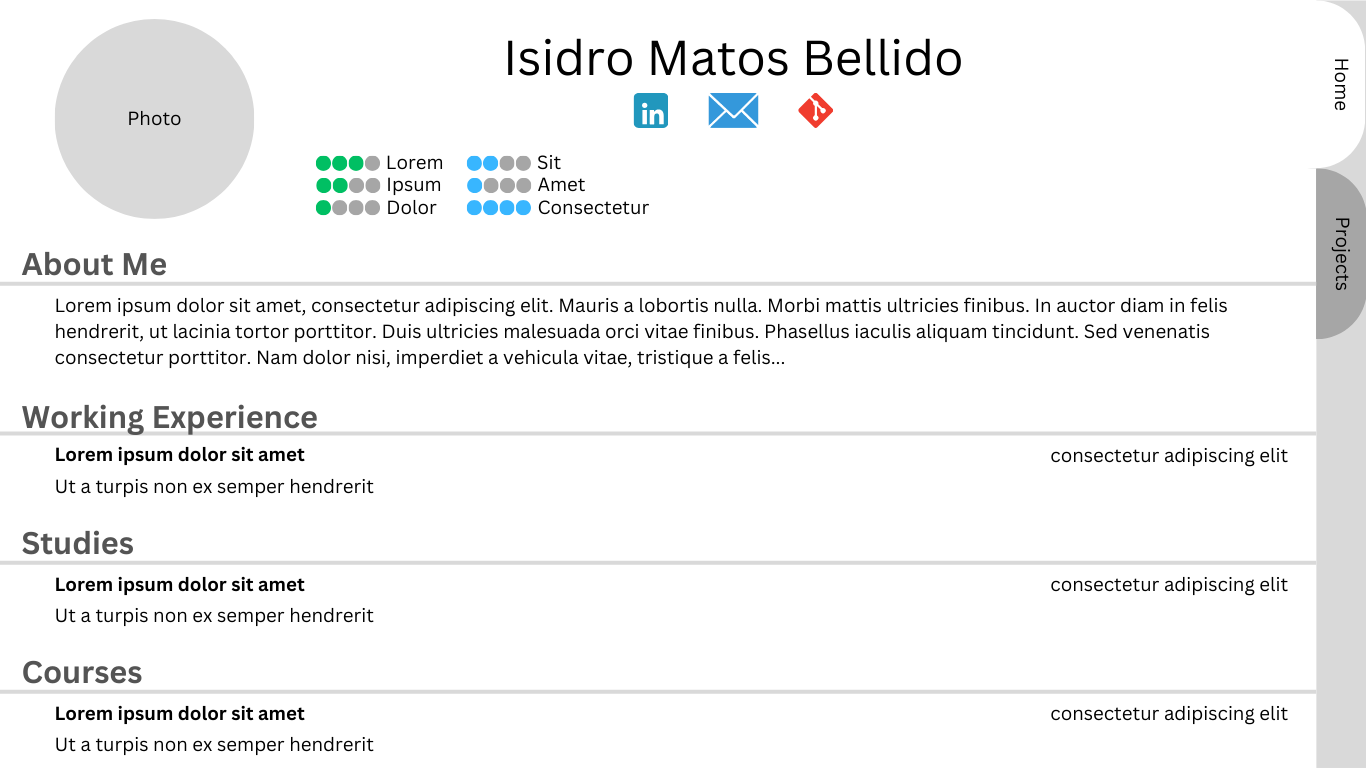 Isidro Matos Bellido
Photo
in
Lorem
Ipsum
Dolor
Sit
Amet
Consectetur
Home
Projects
About Me
Lorem ipsum dolor sit amet, consectetur adipiscing elit. Mauris a lobortis nulla. Morbi mattis ultricies finibus. In auctor diam in felis
hendrerit, ut lacinia tortor porttitor. Duis ultricies malesuada orci vitae finibus. Phasellus iaculis aliquam tincidunt. Sed venenatis
consectetur porttitor. Nam dolor nisi, imperdiet a vehicula vitae, tristique a felis...
Working Experience
Lorem ipsum dolor sit amet
consectetur adipiscing elit
Ut a turpis non ex semper hendrerit
Studies
Lorem ipsum dolor sit amet
consectetur adipiscing elit
Ut a turpis non ex semper hendrerit
Courses
Lorem ipsum dolor sit amet
consectetur adipiscing elit
Ut a turpis non ex semper hendrerit